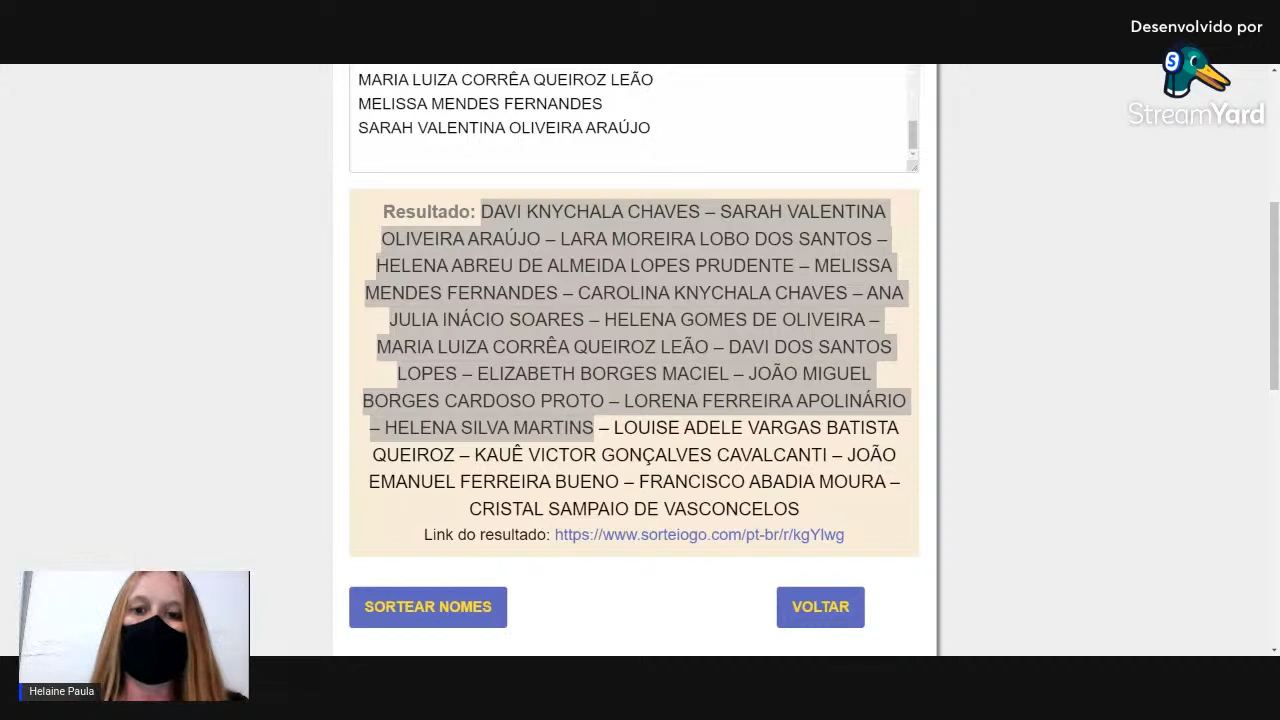 Desenvolvido por
StreamYard
MARIA LUIZA CORRÊA QUEIROZ LEÃO
MELISSA MENDES FERNANDES
SARAH VALENTINA OLIVEIRA ARAÚJO
Resultado: DAVI KNYCHALA CHAVES – SARAH VALENTINA
OLIVEIRA ARAÚJO – LARA MOREIRA LOBO DOS SANTOS –
HELENA ABREU DE ALMEIDA LOPES PRUDENTE – MELISSA
MENDES FERNANDES – CAROLINA KNYCHALA CHAVES – ANA
JULIA INÁCIO SOARES – HELENA GOMES DE OLIVEIRA –
MARIA LUIZA CORRÊA QUEIROZ LEÃO – DAVI DOS SANTOS
LOPES – ELIZABETH BORGES MACIEL – JOÃO MIGUEL
BORGES CARDOSO PROTO – LORENA FERREIRA APOLINÁRIO
– HELENA SILVA MARTINS – LOUISE ADELE VARGAS BATISTA
QUEIROZ – KAUÊ VICTOR GONÇALVES CAVALCANTI – JOÃO
EMANUEL FERREIRA BUENO – FRANCISCO ABADIA MOURA –
CRISTAL SAMPAIO DE VASCONCELOS
Link do resultado: https://www.sorteiogo.com/pt-br/r/kgYlwg
SORTEAR NOMES
VOLTAR
Helaine Paula